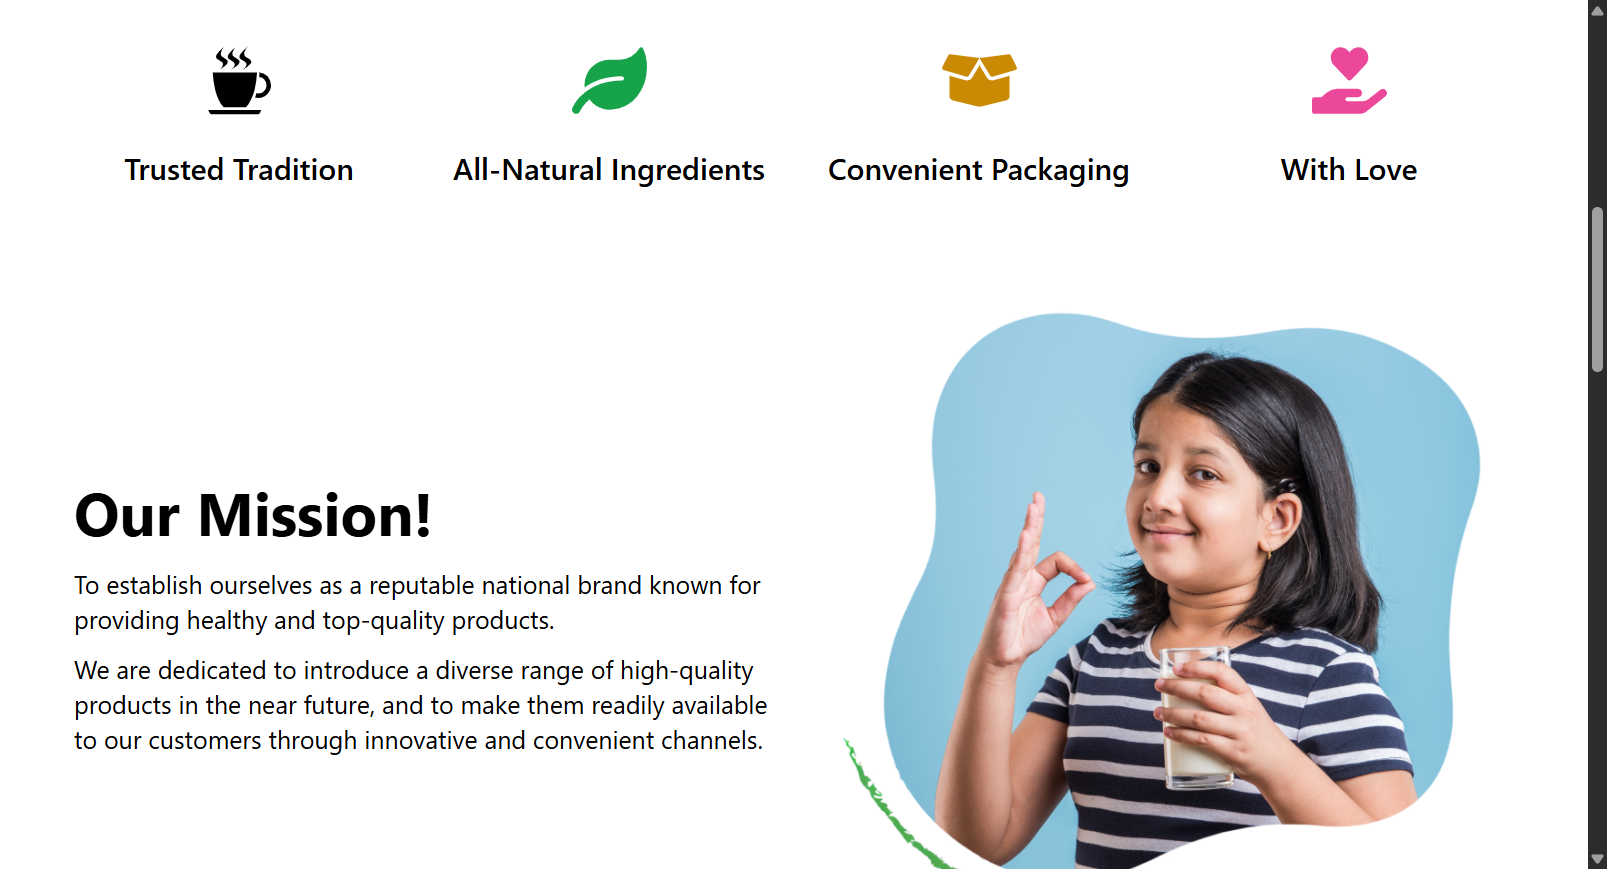 Trusted Tradition
All-Natural Ingredients
Convenient Packaging
With Love
Our Mission!
To establish ourselves as a reputable national brand known for
providing healthy and top-quality products.
We are dedicated to introduce a diverse range of high-quality
products in the near future, and to make them readily available
to our customers through innovative and convenient channels.